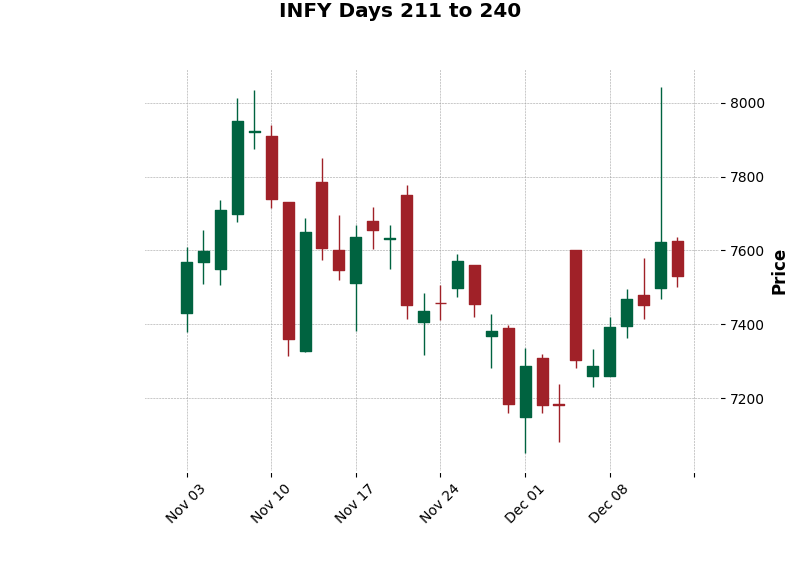 INFY Days 211 to 240
8000
7800
7600
7400
7200
Price
Nov 03
Nov 10
Nov 17
Nov 24
Dec 01
Dec 08